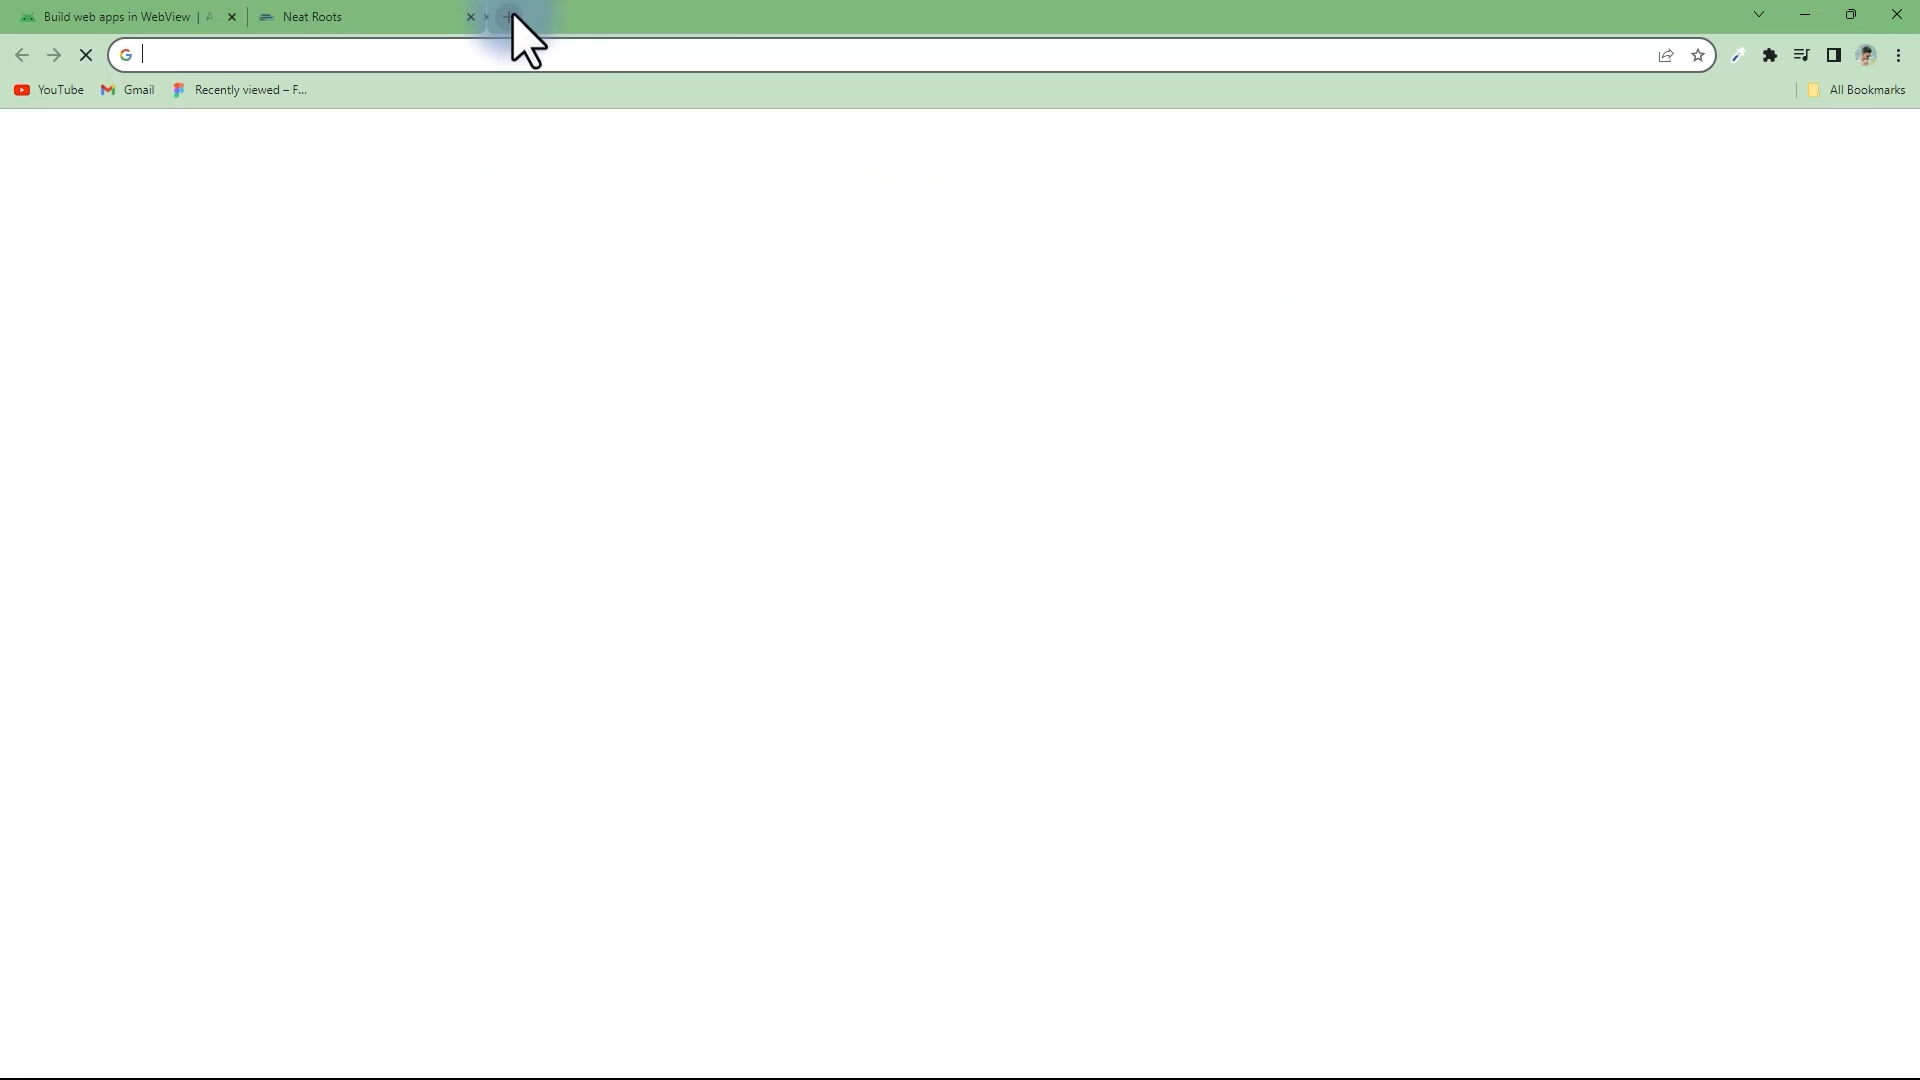 Build web apps in WebView | A
Neat Roots
YouTube
Gmail
Recently viewed – F...
All Bookmarks